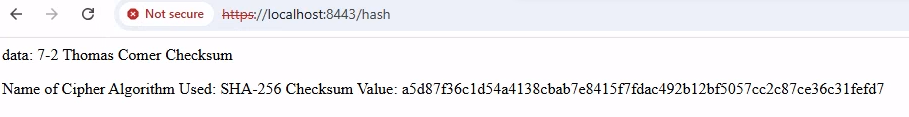 Not secure https://localhost:8443/hash
data: 7-2 Thomas Comer Checksum
Name of Cipher Algorithm Used: SHA-256 Checksum Value: a5d87f36c1d54a4138cbab7e8415f7fdac492b12bf5057cc2c87ce36c31fefd7